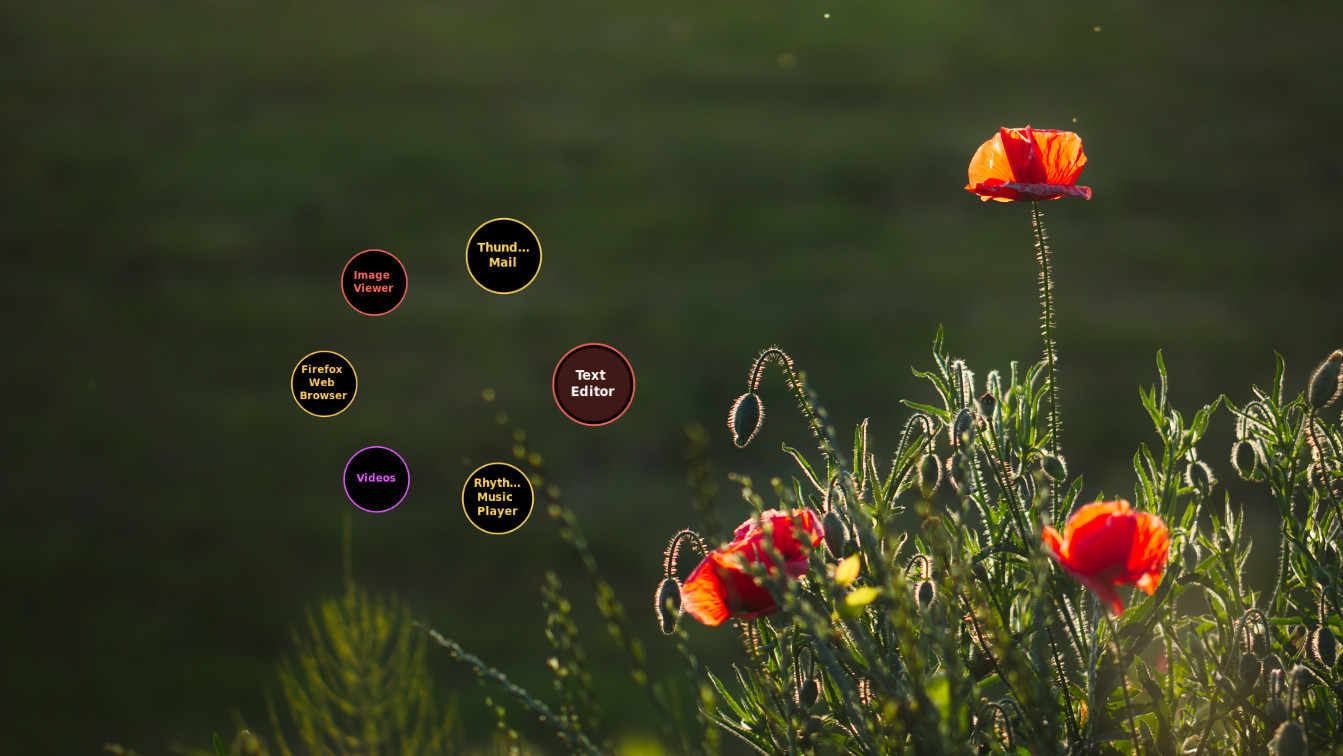 Thund...
Mail
Image
Viewer
Firefox
Web
Browser
Text
Editor
Videos
Rhyth...
Music
Player